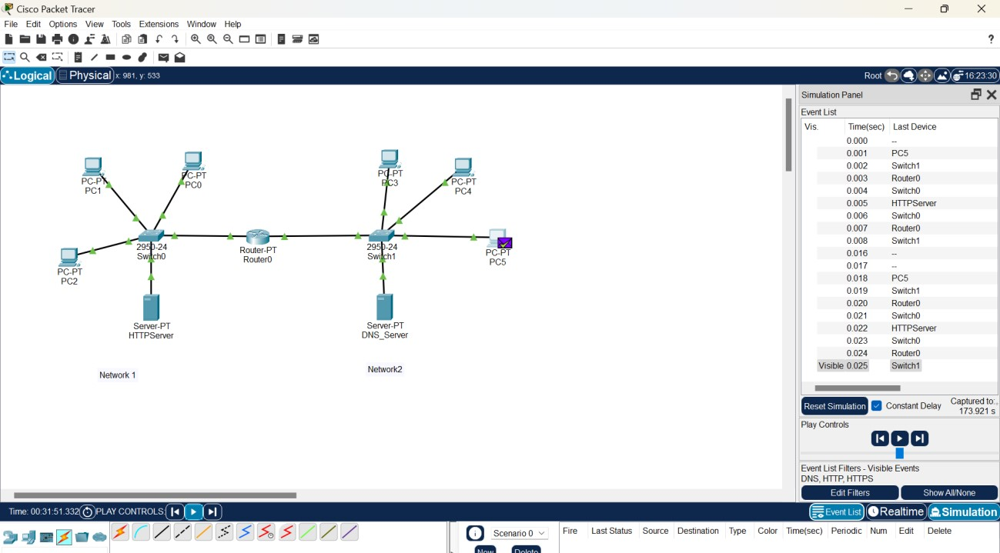 Cisco Packet Tracer
File Edit Options View Tools Extensions Window Help
?
Logical Physical x: 981, y: 533
Root 16:23:30
Simulation Panel
Event List
Vis. Time(sec) Last Device
0.000 --
0.001 PC5
0.002 Switch1
0.003 Router0
0.004 Switch0
0.005 HTTPServer
0.006 Switch0
0.007 Router0
0.008 Switch1
0.016 --
0.017 --
0.018 PC5
0.019 Switch1
0.020 Router0
0.021 Switch0
0.022 HTTPServer
0.023 Switch0
0.024 Router0
Visible 0.025 Switch1
Reset Simulation Constant Delay Captured to:
173.921 s
Play Controls
Event List Filters - Visible Events
DNS, HTTP, HTTPS
Edit Filters Show All/None
PC-PT
PC1
PC-PT
PC0
PC-PT
PC3
PC-PT
PC4
2950-24
Switch0
Router-PT
Router0
2950-24
Switch1
PC-PT
PC5
PC-PT
PC2
Server-PT
HTTPServer
Server-PT
DNS_Server
Network 1
Network2
Time: 00:31:51.332 PLAY CONTROLS:
Event List Realtime Simulation
Scenario 0
New Delete
Fire Last Status Source Destination Type Color Time(sec) Periodic Num Edit Delete